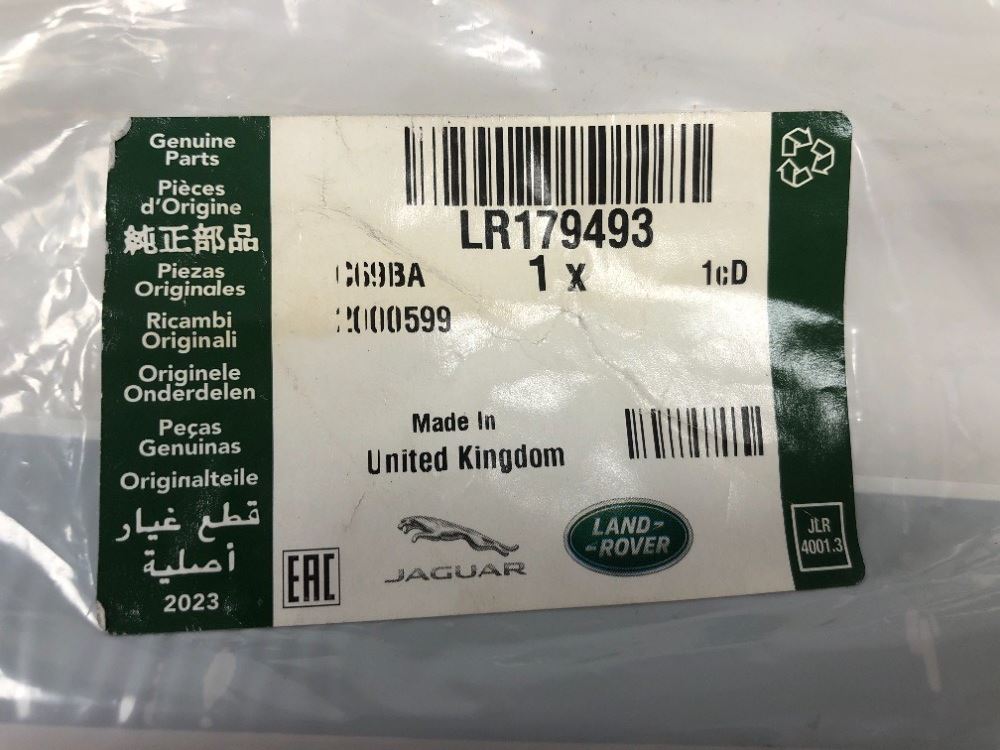 Genuine
Parts
Pièces
d'Origine
純正部品
Piezas
Originales
Ricambi
Originali
Originele
Onderdelen
Peças
Genuinas
Originalteile
قطع غيار
أصلية
2023
LR179493
1 x
1cD
Made In
United Kingdom
EAC
JAGUAR
LAND-
-ROVER
JLR
4001.3